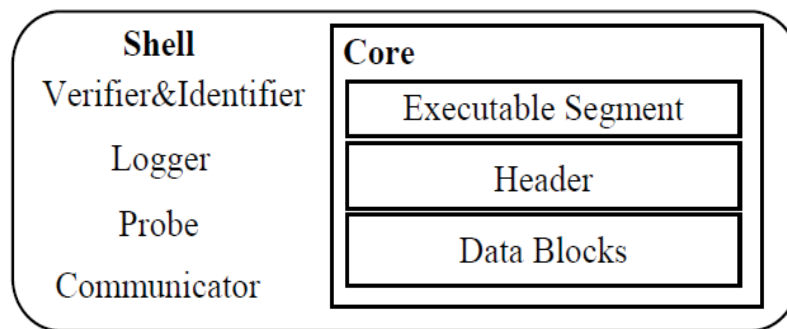 Shell
Verifier&Identifier
Logger
Probe
Communicator
Core
Executable Segment
Header
Data Blocks